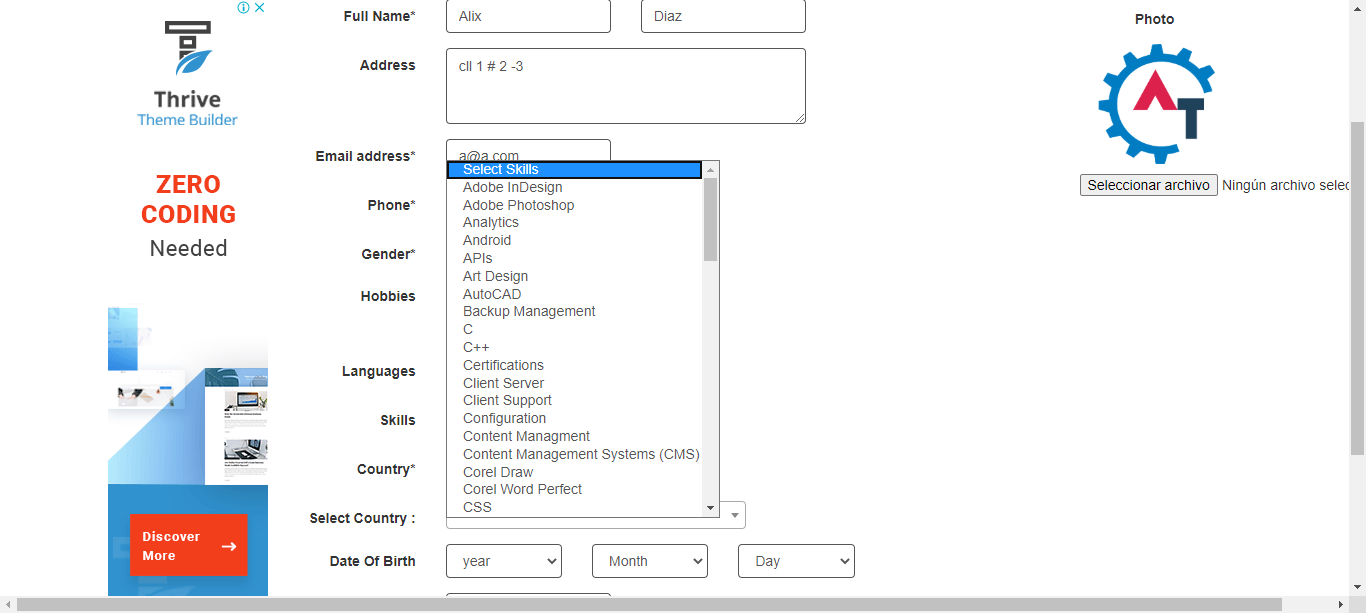 Thrive
Theme Builder
ZERO
CODING
Needed
Discover
More
Full Name*
Alix
Diaz
Address
cll 1 # 2 -3
Email address*
a@a.com
Phone*
Gender*
Hobbies
Languages
Skills
Select Skills
Adobe InDesign
Adobe Photoshop
Analytics
Android
APIs
Art Design
AutoCAD
Backup Management
C
C++
Certifications
Client Server
Client Support
Configuration
Content Managment
Content Management Systems (CMS)
Corel Draw
Corel Word Perfect
CSS
Country*
Select Country :
Date Of Birth
year
Month
Day
Photo
AT
Seleccionar archivo Ningún archivo selec